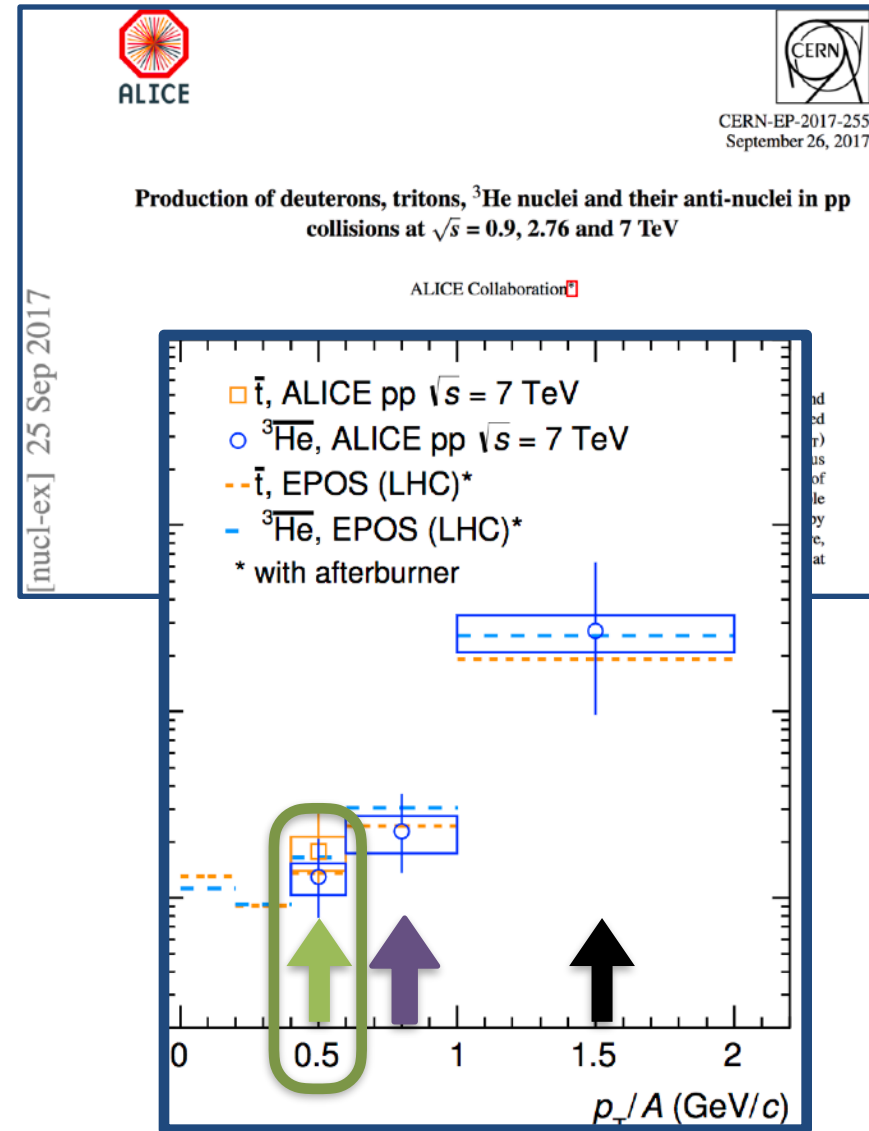 ALICE
CERN
CERN-EP-2017-255
September 26, 2017
Production of deuterons, tritons, ³He nuclei and their anti-nuclei in pp
collisions at √s = 0.9, 2.76 and 7 TeV
ALICE Collaboration*
[nucl-ex] 25 Sep 2017
t̄, ALICE pp √s = 7 TeV
³H̅e̅, ALICE pp √s = 7 TeV
t̄, EPOS (LHC)*
³H̅e̅, EPOS (LHC)*
* with afterburner
0 0.5 1 1.5 2
p_T/A (GeV/c)